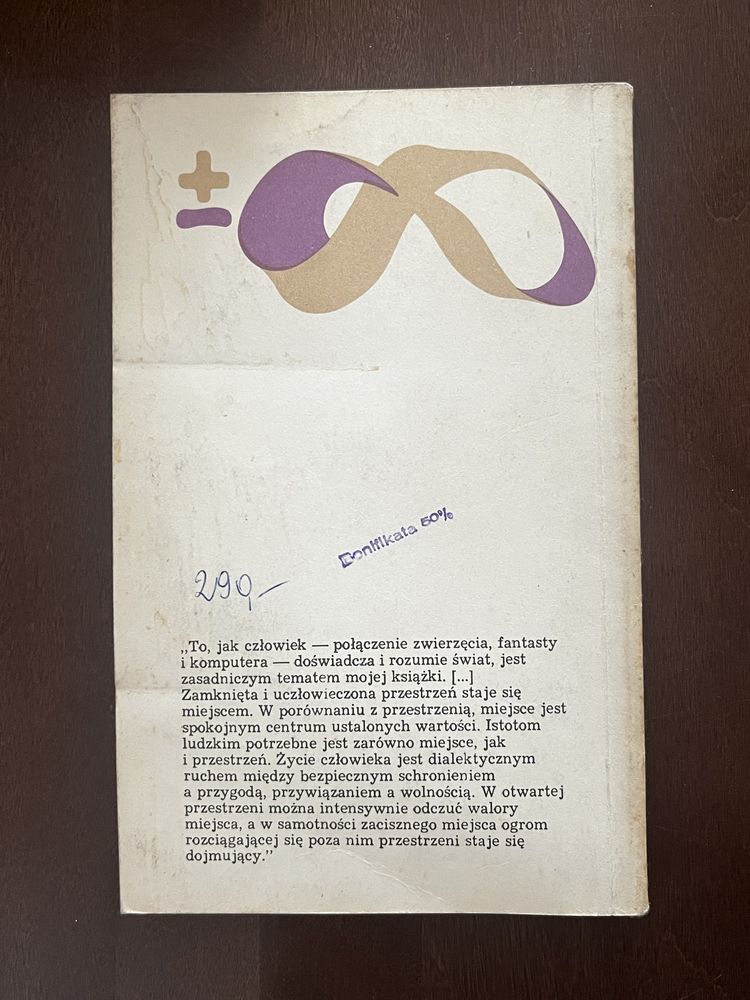 ±
Bonifikata 50%
290,—
„To, jak człowiek — połączenie zwierzęcia, fantasty
i komputera — doświadcza i rozumie świat, jest
zasadniczym tematem mojej książki. [...]
Zamknięta i uczłowieczona przestrzeń staje się
miejscem. W porównaniu z przestrzenią, miejsce jest
spokojnym centrum ustalonych wartości. Istotom
ludzkim potrzebne jest zarówno miejsce, jak
i przestrzeń. Życie człowieka jest dialektycznym
ruchem między bezpiecznym schronieniem
a przygodą, przywiązaniem a wolnością. W otwartej
przestrzeni można intensywnie odczuć walory
miejsca, a w samotności zacisznego miejsca ogrom
rozciągającej się poza nim przestrzeni staje się
dojmujący.”